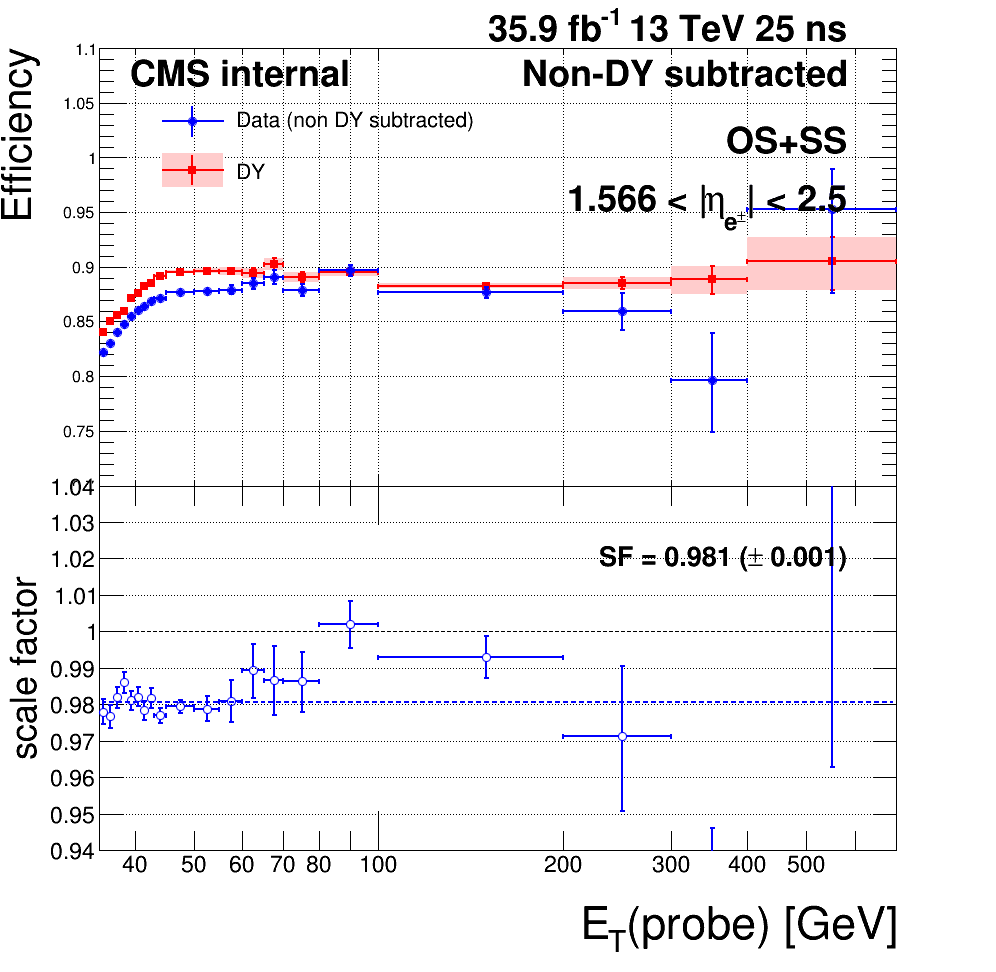 35.9 fb⁻¹ 13 TeV 25 ns
CMS internal
Non-DY subtracted
Data (non DY subtracted)
DY
OS+SS
1.566 < |η_e±| < 2.5
Efficiency
1.1
1.05
1
0.95
0.9
0.85
0.8
0.75
1.04
1.03
1.02
1.01
1
0.99
0.98
0.97
0.96
0.95
0.94
SF = 0.981 (± 0.001)
scale factor
40 50 60 70 80 100 200 300 400 500
E_T(probe) [GeV]